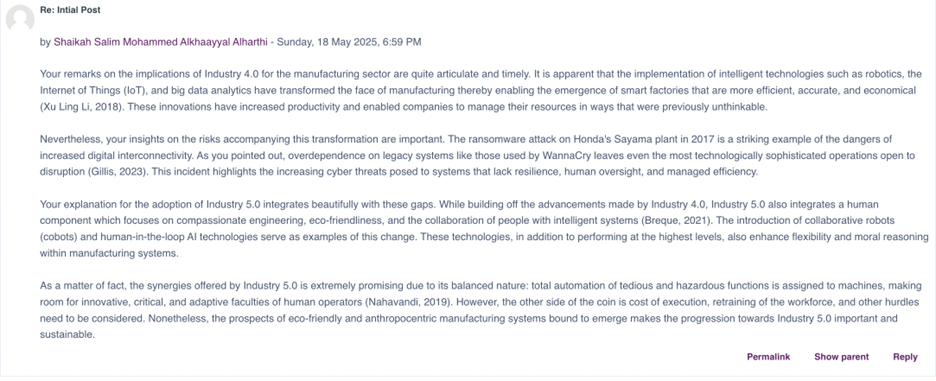 Re: Intial Post
by Shaikah Salim Mohammed Alkhaayyal Alharthi - Sunday, 18 May 2025, 6:59 PM
Your remarks on the implications of Industry 4.0 for the manufacturing sector are quite articulate and timely. It is apparent that the implementation of intelligent technologies such as robotics, the
Internet of Things (IoT), and big data analytics have transformed the face of manufacturing thereby enabling the emergence of smart factories that are more efficient, accurate, and economical
(Xu Ling Li, 2018). These innovations have increased productivity and enabled companies to manage their resources in ways that were previously unthinkable.
Nevertheless, your insights on the risks accompanying this transformation are important. The ransomware attack on Honda's Sayama plant in 2017 is a striking example of the dangers of
increased digital interconnectivity. As you pointed out, overdependence on legacy systems like those used by WannaCry leaves even the most technologically sophisticated operations open to
disruption (Gillis, 2023). This incident highlights the increasing cyber threats posed to systems that lack resilience, human oversight, and managed efficiency.
Your explanation for the adoption of Industry 5.0 integrates beautifully with these gaps. While building off the advancements made by Industry 4.0, Industry 5.0 also integrates a human
component which focuses on compassionate engineering, eco-friendliness, and the collaboration of people with intelligent systems (Breque, 2021). The introduction of collaborative robots
(cobots) and human-in-the-loop AI technologies serve as examples of this change. These technologies, in addition to performing at the highest levels, also enhance flexibility and moral reasoning
within manufacturing systems.
As a matter of fact, the synergies offered by Industry 5.0 is extremely promising due to its balanced nature: total automation of tedious and hazardous functions is assigned to machines, making
room for innovative, critical, and adaptive faculties of human operators (Nahavandi, 2019). However, the other side of the coin is cost of execution, retraining of the workforce, and other hurdles
need to be considered. Nonetheless, the prospects of eco-friendly and anthropocentric manufacturing systems bound to emerge makes the progression towards Industry 5.0 important and
sustainable.
Permalink Show parent Reply